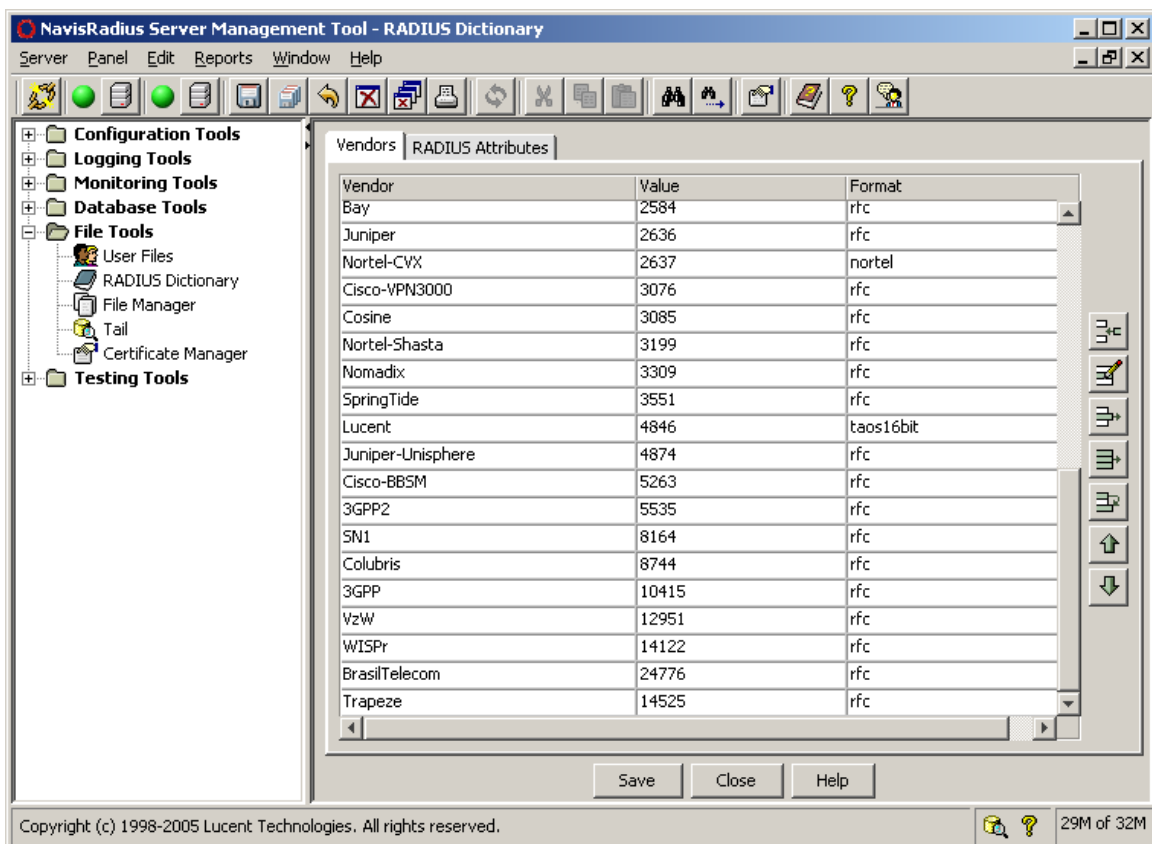 NavisRadius Server Management Tool - RADIUS Dictionary
Server Panel Edit Reports Window Help
Configuration Tools
Logging Tools
Monitoring Tools
Database Tools
File Tools
User Files
RADIUS Dictionary
File Manager
Tail
Certificate Manager
Testing Tools
Vendors RADIUS Attributes
Vendor Value Format
Bay 2584 rfc
Juniper 2636 rfc
Nortel-CVX 2637 nortel
Cisco-VPN3000 3076 rfc
Cosine 3085 rfc
Nortel-Shasta 3199 rfc
Nomadix 3309 rfc
SpringTide 3551 rfc
Lucent 4846 taos16bit
Juniper-Unisphere 4874 rfc
Cisco-BBSM 5263 rfc
3GPP2 5535 rfc
SN1 8164 rfc
Colubris 8744 rfc
3GPP 10415 rfc
VzW 12951 rfc
WISPr 14122 rfc
BrasilTelecom 24776 rfc
Trapeze 14525 rfc
Save Close Help
Copyright (c) 1998-2005 Lucent Technologies. All rights reserved. 29M of 32M